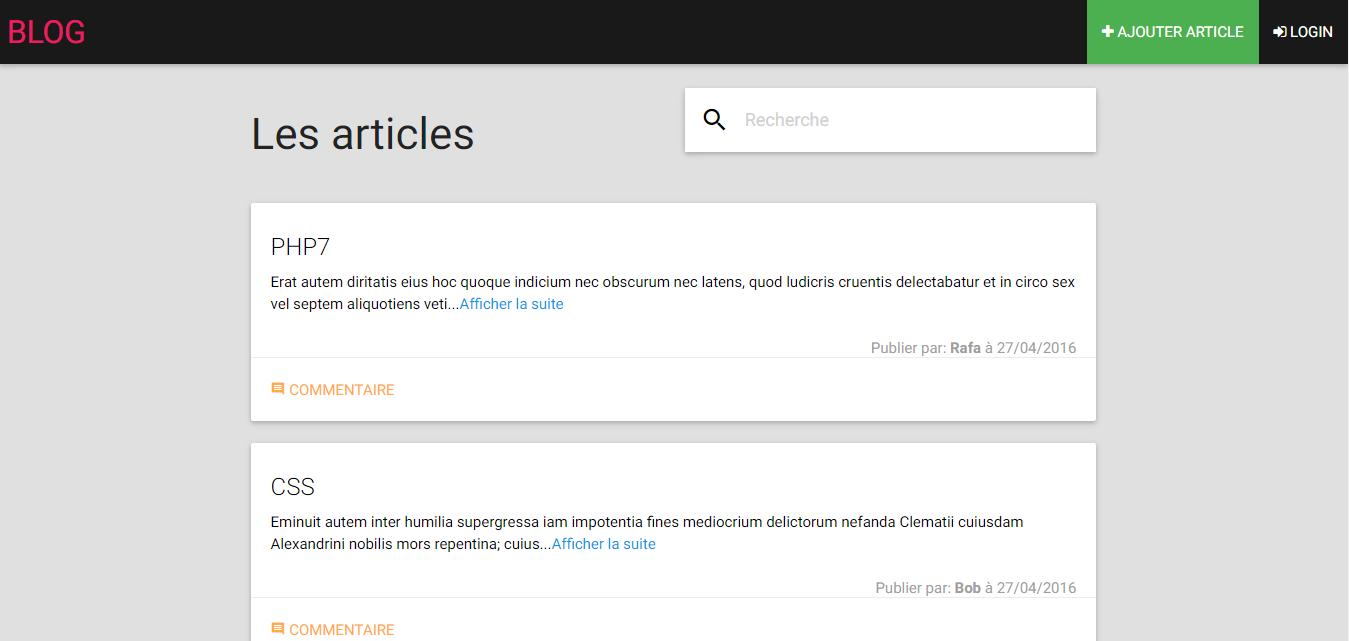 BLOG
AJOUTER ARTICLE
LOGIN
Les articles
Recherche
PHP7
Erat autem diritatis eius hoc quoque indicium nec obscurum nec latens, quod ludicris cruentis delectabatur et in circo sex
vel septem aliquotiens veti...Afficher la suite
Publier par: Rafa à 27/04/2016
COMMENTAIRE
CSS
Eminuit autem inter humilia supergressa iam impotentia fines mediocrium delictorum nefanda Clematii cuiusdam
Alexandrini nobilis mors repentina; cuius...Afficher la suite
Publier par: Bob à 27/04/2016
COMMENTAIRE